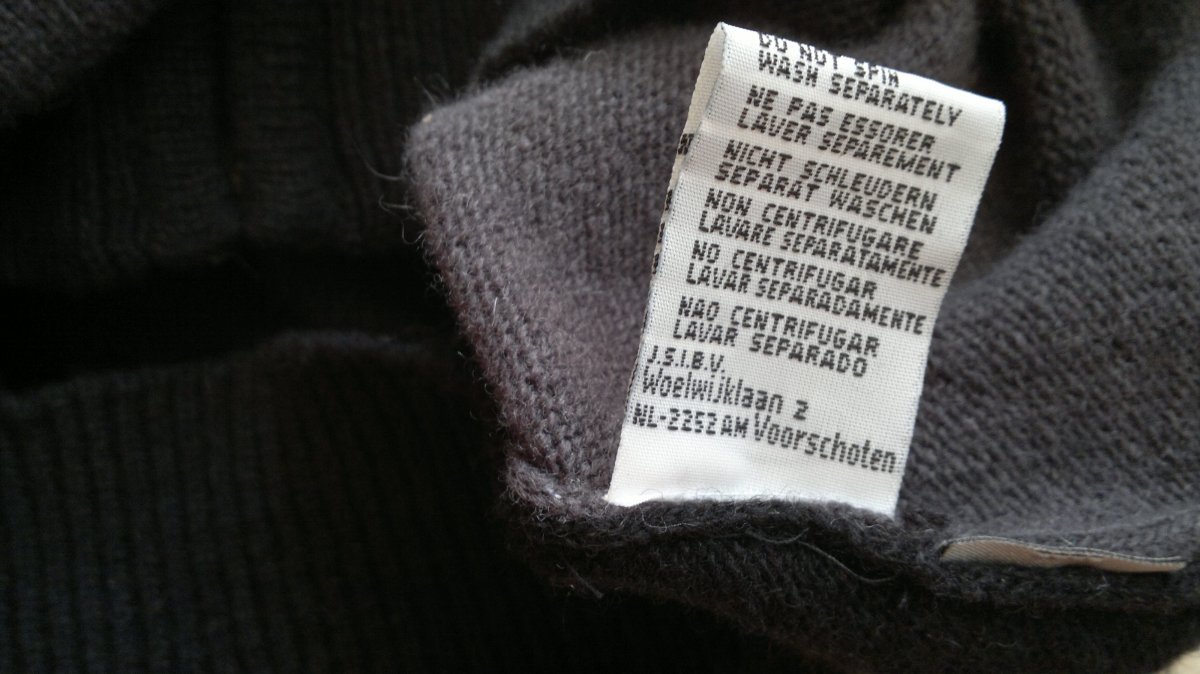 DO NOT SPIN
WASH SEPARATELY
NE PAS ESSORER
LAVER SEPAREMENT
NICHT SCHLEUDERN
SEPARAT WASCHEN
NON CENTRIFUGARE
LAVARE SEPARATAMENTE
NO CENTRIFUGAR
LAVAR SEPARADAMENTE
NAO CENTRIFUGAR
LAVAR SEPARADO
J.S.I.B.V.
Woelwijklaan 2
NL-2252 AM Voorschoten